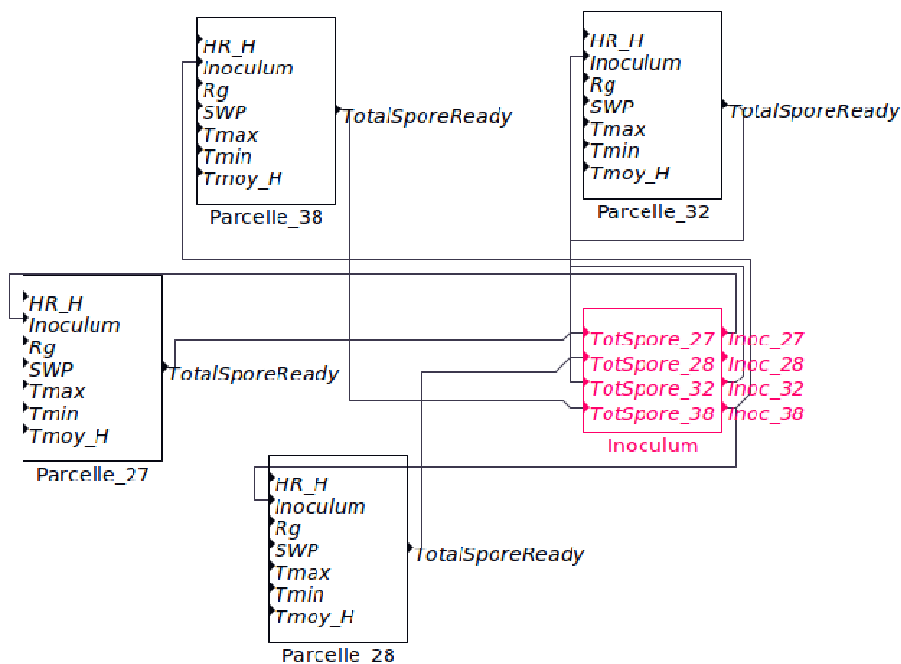 HR_H
Inoculum
Rg
SWP
Tmax
Tmin
Tmoy_H
TotalSporeReady
Parcelle_38
HR_H
Inoculum
Rg
SWP
Tmax
Tmin
Tmoy_H
TotalSporeReady
Parcelle_32
HR_H
Inoculum
Rg
SWP
Tmax
Tmin
Tmoy_H
TotalSporeReady
Parcelle_27
TotSpore_27 Inoc_27
TotSpore_28 Inoc_28
TotSpore_32 Inoc_32
TotSpore_38 Inoc_38
Inoculum
HR_H
Inoculum
Rg
SWP
Tmax
Tmin
Tmoy_H
TotalSporeReady
Parcelle_28